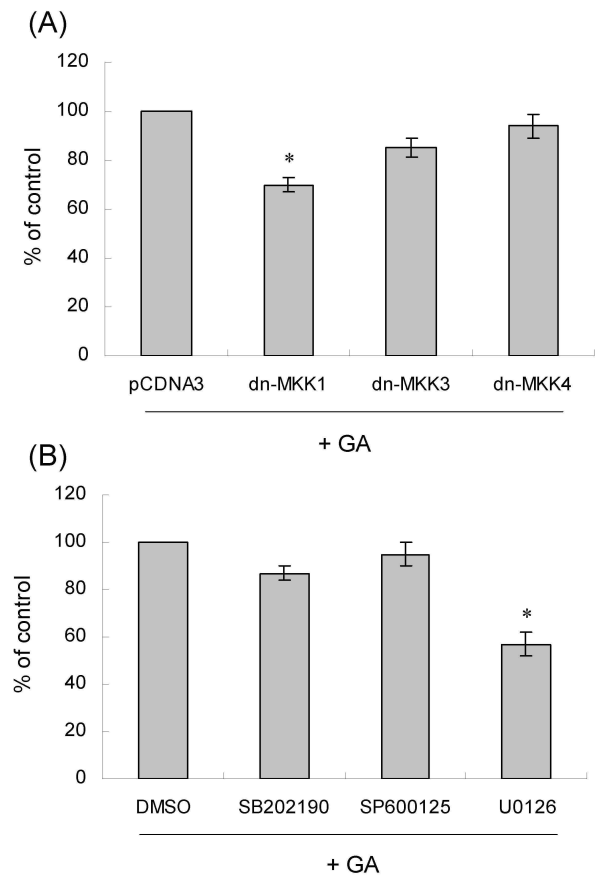 (A)
120
100
80
60
40
20
0
% of control
*
pCDNA3 dn-MKK1 dn-MKK3 dn-MKK4
+ GA
(B)
120
100
80
60
40
20
0
% of control
*
DMSO SB202190 SP600125 U0126
+ GA